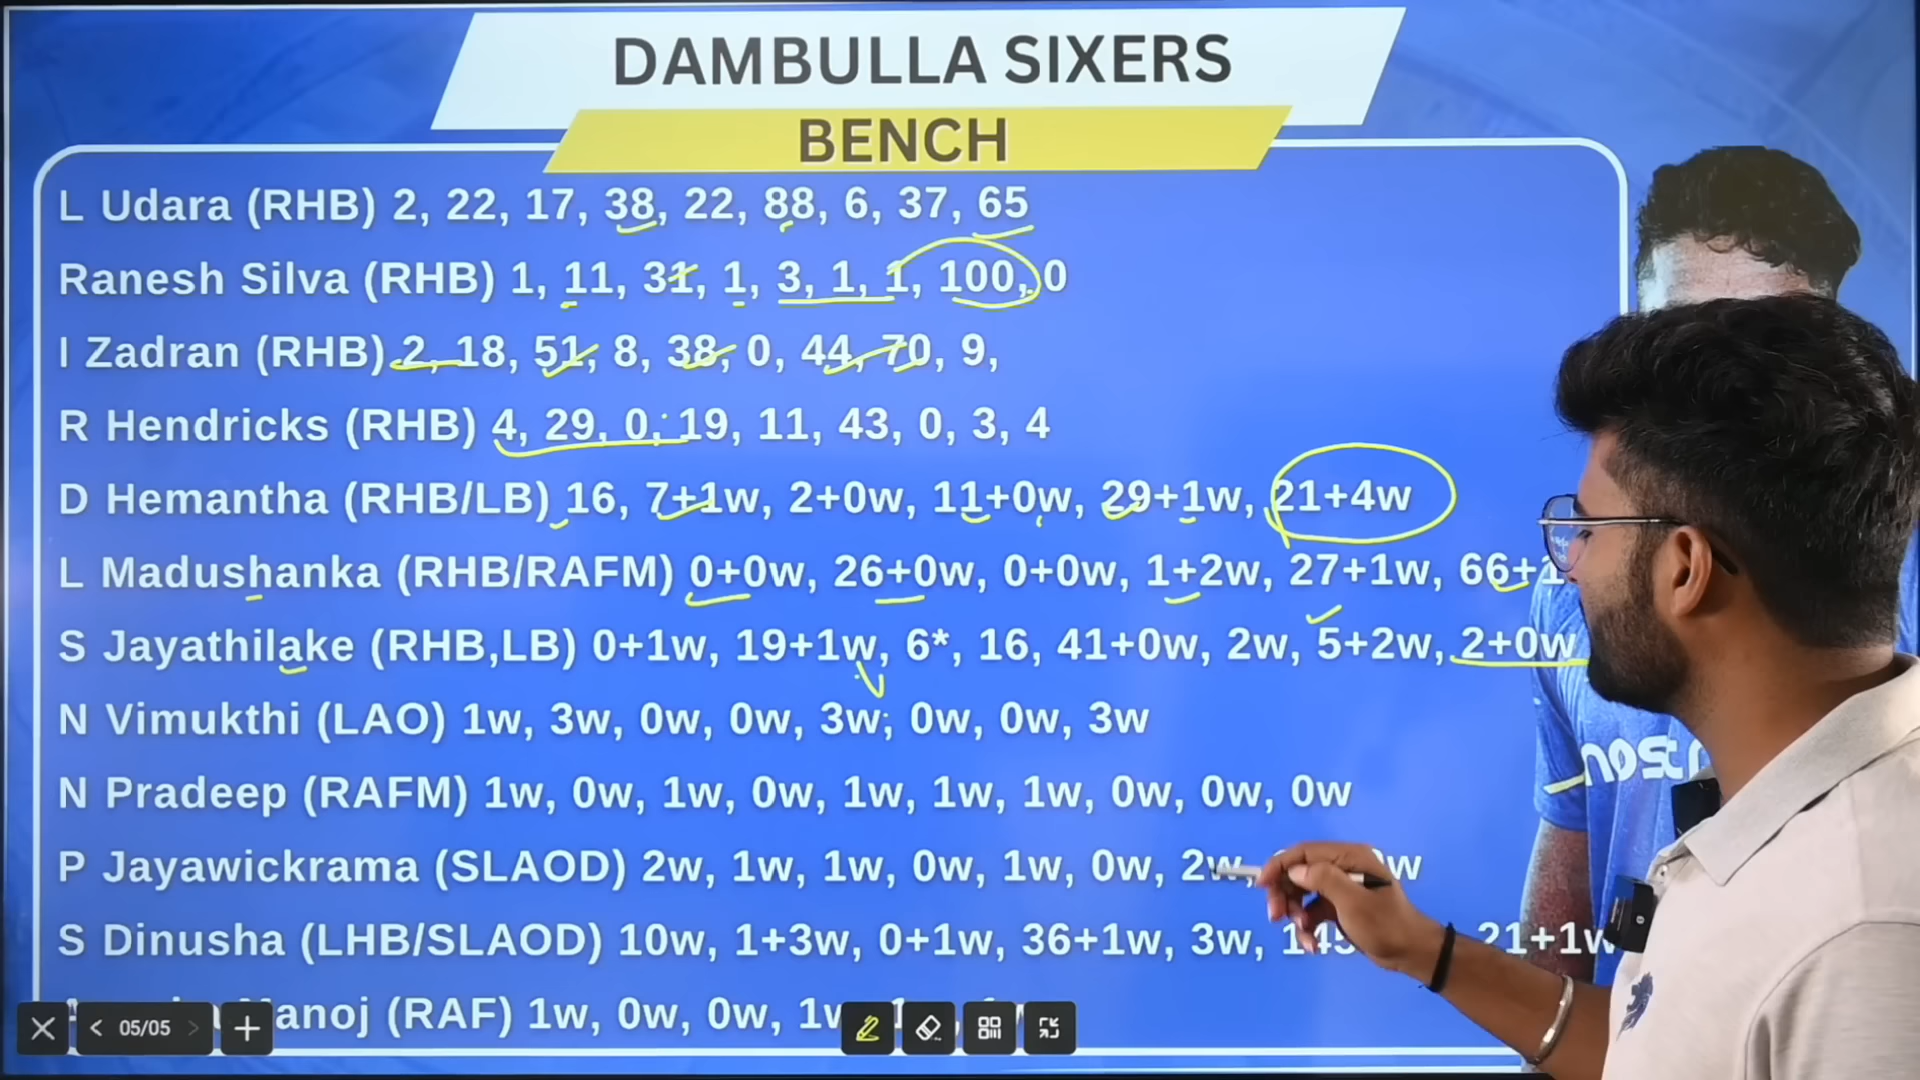 DAMBULLA SIXERS
BENCH
L Udara (RHB) 2, 22, 17, 38, 22, 88, 6, 37, 65
Ranesh Silva (RHB) 1, 11, 31, 1, 3, 1, 1, 100, 0
I Zadran (RHB) 2, 18, 51, 8, 38, 0, 44, 70, 9,
R Hendricks (RHB) 4, 29, 0, 19, 11, 43, 0, 3, 4
D Hemantha (RHB/LB) 16, 7+1w, 2+0w, 11+0w, 29+1w, 21+4w
L Madushanka (RHB/RAFM) 0+0w, 26+0w, 0+0w, 1+2w, 27+1w, 66+1
S Jayathilake (RHB,LB) 0+1w, 19+1w, 6*, 16, 41+0w, 2w, 5+2w, 2+0w
N Vimukthi (LAO) 1w, 3w, 0w, 0w, 3w, 0w, 0w, 3w
N Pradeep (RAFM) 1w, 0w, 1w, 0w, 1w, 1w, 1w, 0w, 0w, 0w
P Jayawickrama (SLAOD) 2w, 1w, 1w, 0w, 1w, 0w, 2w,
S Dinusha (LHB/SLAOD) 10w, 1+3w, 0+1w, 36+1w, 3w, 145 21+1w
anoj (RAF) 1w, 0w, 0w,
05/05